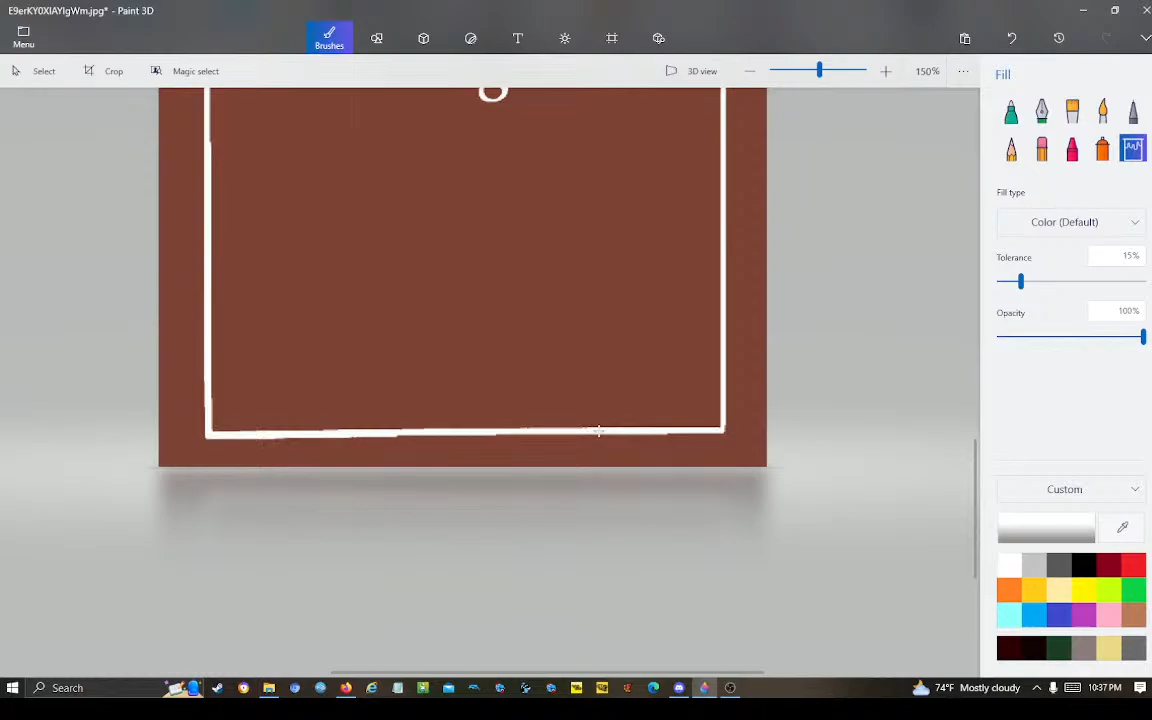 E9erKY0XIAYIgWm.jpg* - Paint 3D
Menu
Brushes
Select
Crop
Magic select
3D view
150%
Fill
Fill type
Color (Default)
Tolerance
15%
Opacity
100%
Custom
Search
74°F Mostly cloudy
10:37 PM